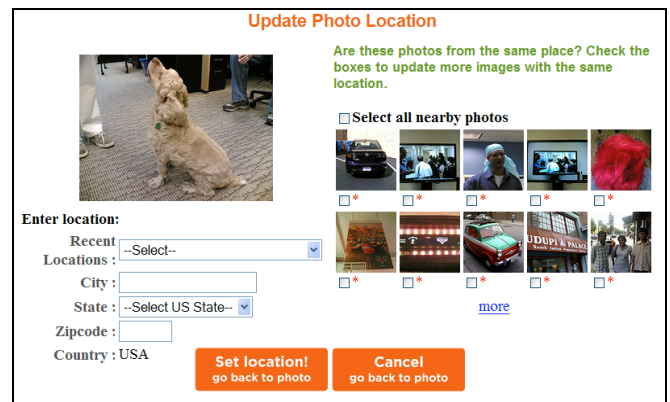 Update Photo Location
Are these photos from the same place? Check the
boxes to update more images with the same
location.
Select all nearby photos
* * * * *
UDUPI PALACE
* * * * *
more
Enter location:
Recent
Locations : --Select--
City :
State : --Select US State--
Zipcode :
Country : USA
Set location!
go back to photo
Cancel
go back to photo